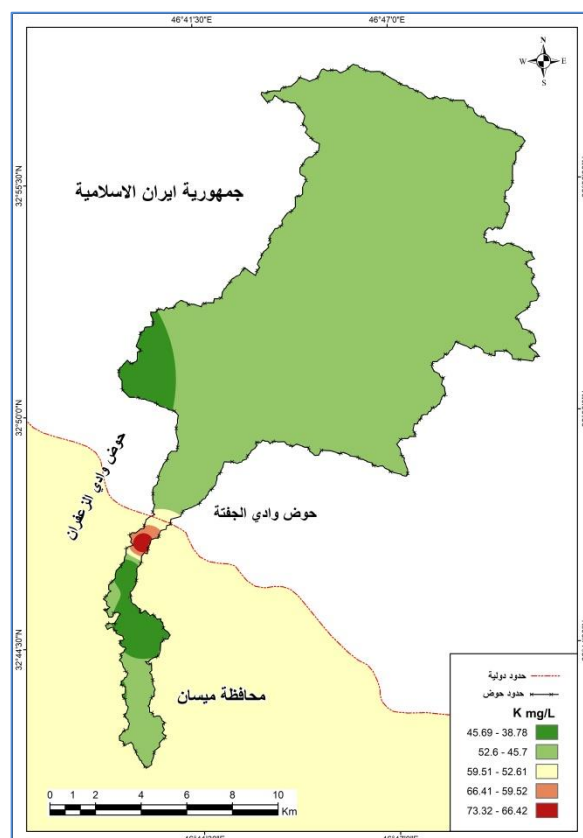 46°41'30"E
46°47'0"E
N
W
E
S
32°55'30"N
جمهورية ايران الاسلامية
32°50'0"N
حوض وادي الزعفران
حوض وادي الجفتة
32°44'30"N
محافظة ميسان
حدود دولية
حدود حوض
K mg/L
45.69 - 38.78
52.6 - 45.7
59.51 - 52.61
66.41 - 59.52
73.32 - 66.42
0 1 2 4 6 8 10
Km